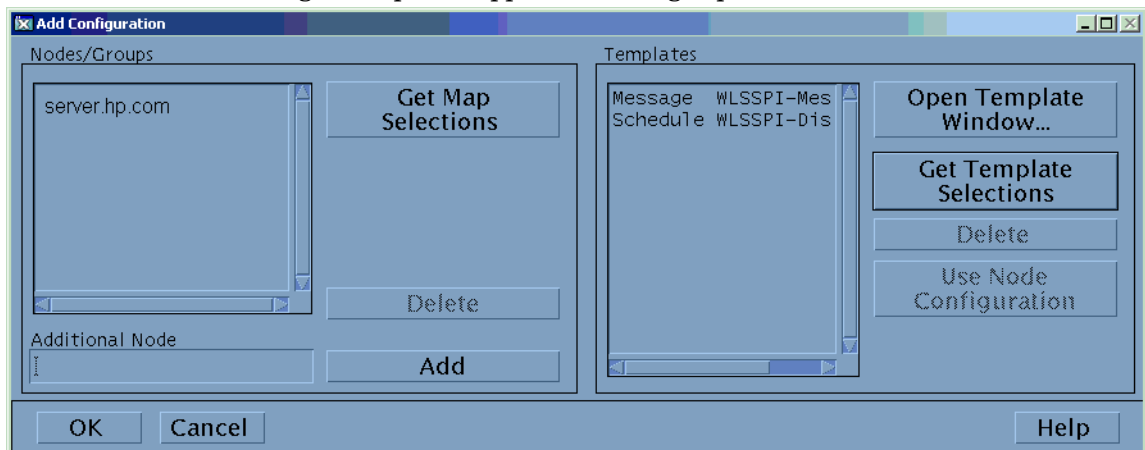 Add Configuration
Nodes/Groups
server.hp.com
Get Map
Selections
Delete
Additional Node
Add
Templates
Message WLSSPI-Mes
Schedule WLSSPI-Dis
Open Template
Window...
Get Template
Selections
Delete
Use Node
Configuration
OK
Cancel
Help